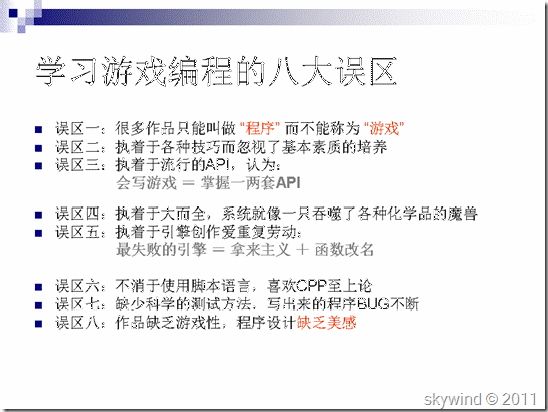 学习游戏编程的八大误区
误区一：很多作品只能叫做 “程序” 而不能称为 “游戏”
误区二：执着于各种技巧而忽视了基本素质的培养
误区三：执着于流行的API，认为：
会写游戏 ＝ 掌握一两套API
误区四：执着于大而全，系统就像一只吞噬了各种化学品的魔兽
误区五：执着于引擎创作爱重复劳动：
最失败的引擎 ＝ 拿来主义 ＋ 函数改名
误区六：不消于使用脚本语言，喜欢CPP至上论
误区七：缺少科学的测试方法，写出来的程序BUG不断
误区八：作品缺乏游戏性，程序设计缺乏美感
skywind © 2011